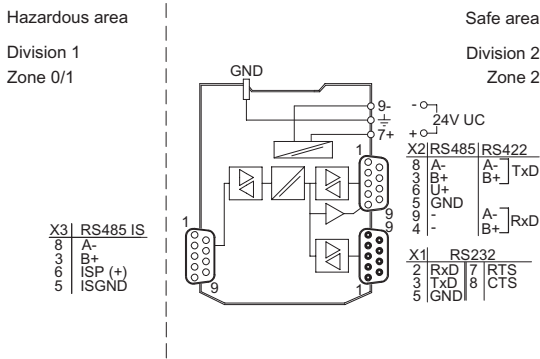 Hazardous area
Safe area
Division 1
Division 2
Zone 0/1
Zone 2
GND
9-
7+
- 24V UC
+
1
9
9
1
1
9
X2 RS485 RS422
8 A- A- TxD
3 B+ B+
6 U+
5 GND
9 - A- RxD
4 - B+
X1 RS232
2 RxD 7 RTS
3 TxD 8 CTS
5 GND
X3 RS485 IS
8 A-
3 B+
6 ISP (+)
5 ISGND